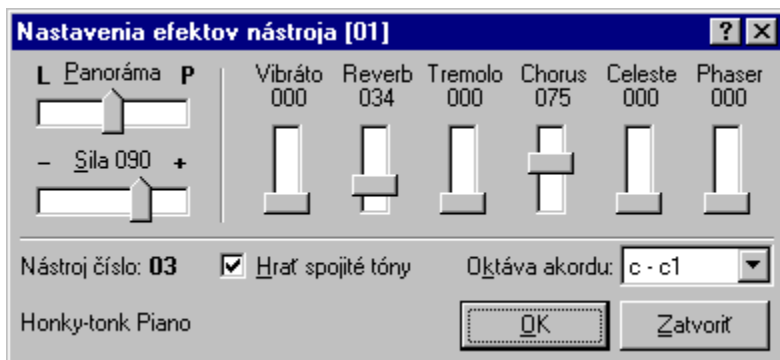 Nastavenia efektov nástroja [01]
L Panoráma P
Vibráto Reverb Tremolo Chorus Celeste Phaser
000 034 000 075 000 000
– Sila 090 +
Nástroj číslo: 03 Hrať spojité tóny Oktáva akordu: c - c1
Honky-tonk Piano OK Zatvoriť